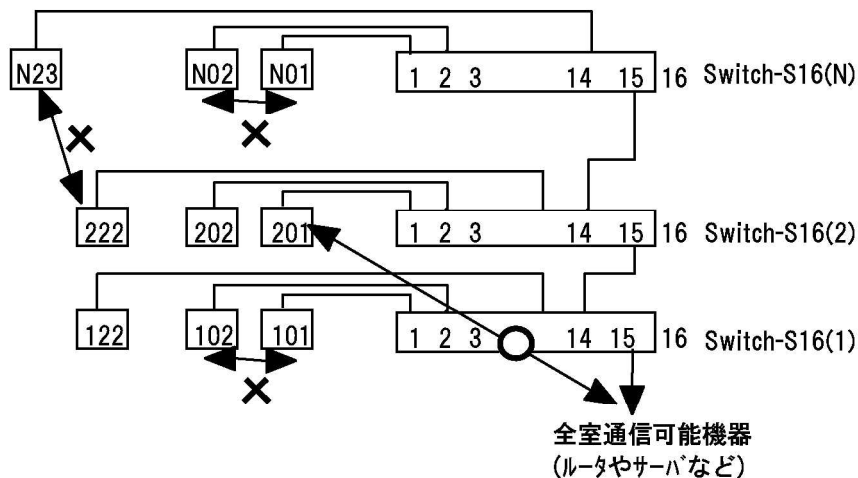 N23 N02 N01 1 2 3 14 15 16 Switch-S16(N)
222 202 201 1 2 3 14 15 16 Switch-S16(2)
122 102 101 1 2 3 14 15 16 Switch-S16(1)
全室通信可能機器
(ﾙｰﾀやｻｰﾊﾞなど)